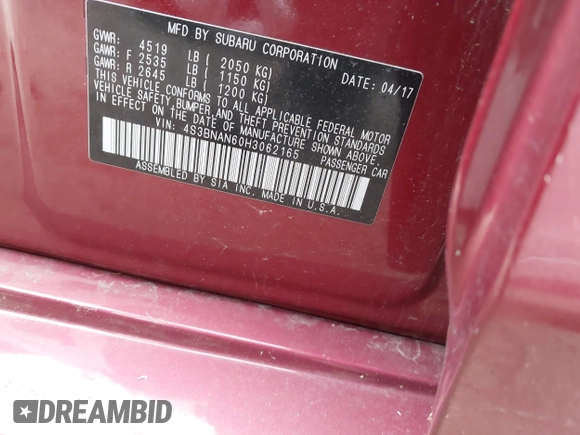 MFD BY SUBARU CORPORATION
GVWR: 4519 LB ( 2050 KG) DATE: 04/17
GAWR: F 2535 LB ( 1150 KG)
GAWR: R 2645 LB ( 1200 KG)
THIS VEHICLE CONFORMS TO ALL APPLICABLE FEDERAL MOTOR
VEHICLE SAFETY, BUMPER, AND THEFT PREVENTION STANDARDS
IN EFFECT ON THE DATE OF MANUFACTURE SHOWN ABOVE.
VIN: 4S3BNAN60H3062165 PASSENGER CAR
ASSEMBLED BY SIA INC. MADE IN U.S.A.
DREAMBID